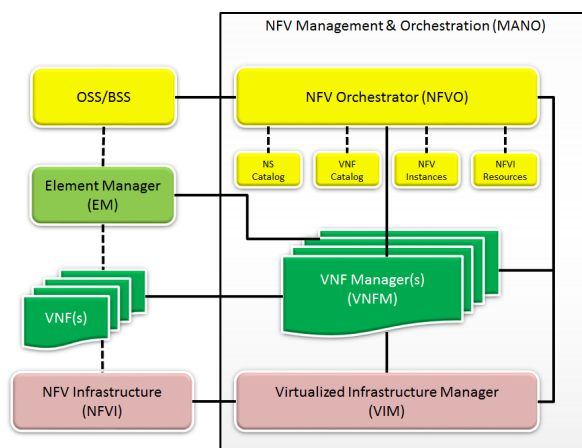 NFV Management & Orchestration (MANO)
OSS/BSS
NFV Orchestrator (NFVO)
NS
Catalog
VNF
Catalog
NFV
Instances
NFVI
Resources
Element Manager
(EM)
VNF Manager(s)
(VNFM)
VNF(s)
NFV Infrastructure
(NFVI)
Virtualized Infrastructure Manager
(VIM)